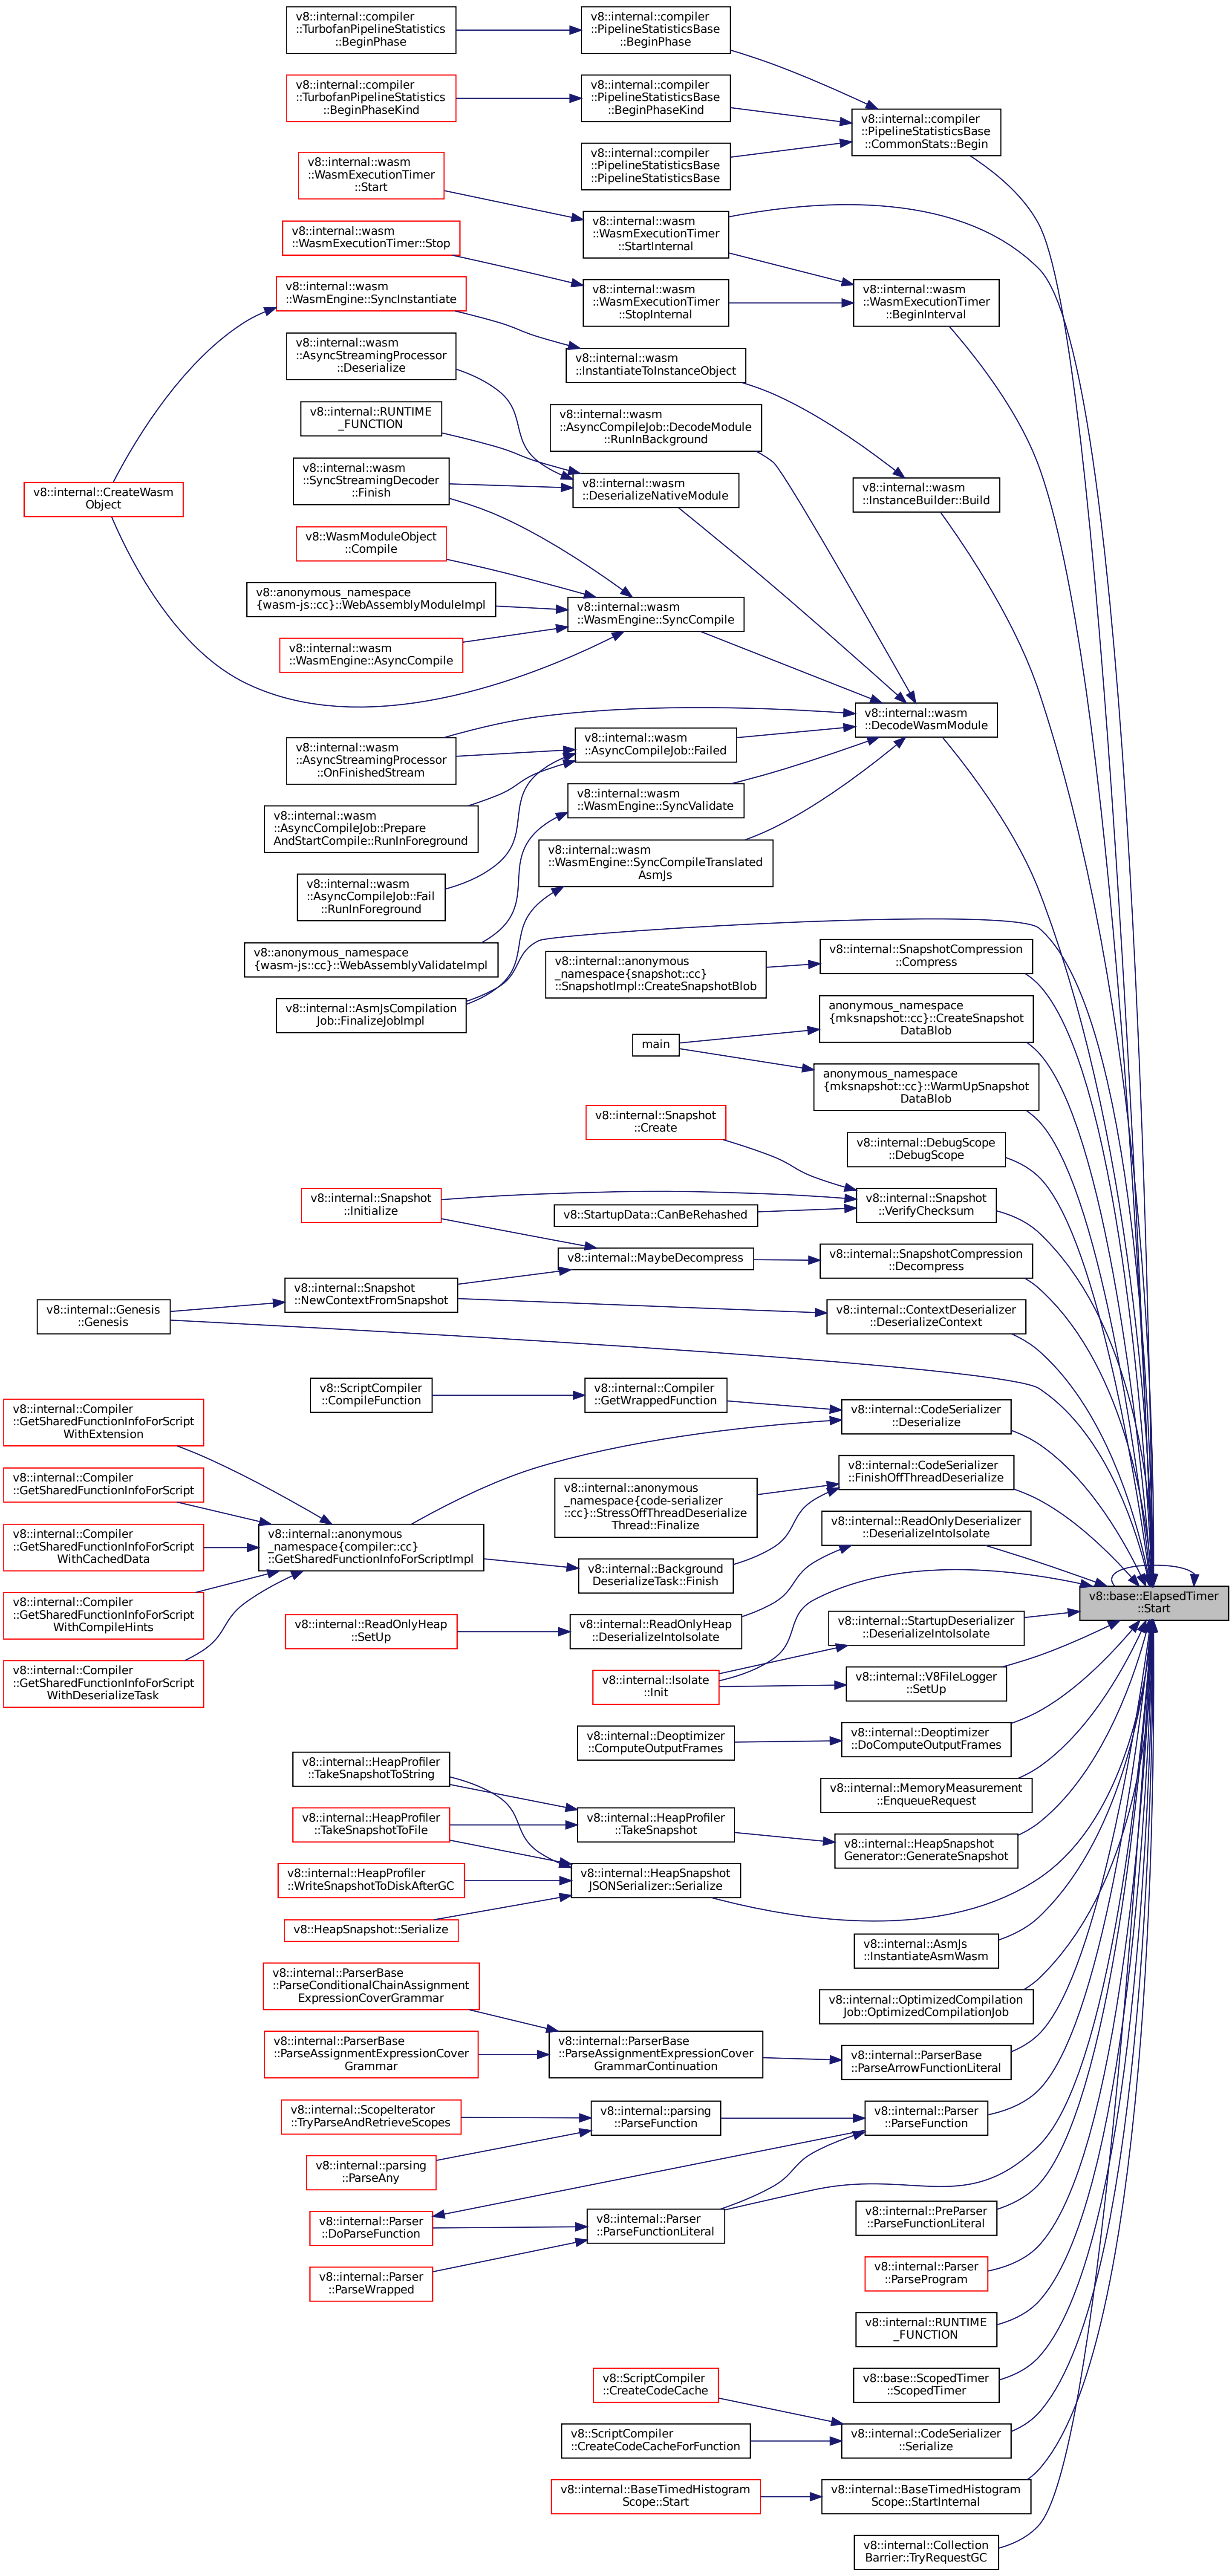 v8::internal::compiler
::TurbofanPipelineStatistics
::BeginPhase
v8::internal::compiler
::PipelineStatisticsBase
::BeginPhase
v8::internal::compiler
::TurbofanPipelineStatistics
::BeginPhaseKind
v8::internal::compiler
::PipelineStatisticsBase
::BeginPhaseKind
v8::internal::compiler
::PipelineStatisticsBase
::CommonStats::Begin
v8::internal::compiler
::PipelineStatisticsBase
::PipelineStatisticsBase
v8::internal::wasm
::WasmExecutionTimer
::Start
v8::internal::wasm
::WasmExecutionTimer
::StartInternal
v8::internal::wasm
::WasmExecutionTimer::Stop
v8::internal::wasm
::WasmEngine::SyncInstantiate
v8::internal::wasm
::WasmExecutionTimer
::StopInternal
v8::internal::wasm
::WasmExecutionTimer
::BeginInterval
v8::internal::wasm
::AsyncStreamingProcessor
::Deserialize
v8::internal::wasm
::InstantiateToInstanceObject
v8::internal::RUNTIME
_FUNCTION
v8::internal::wasm
::AsyncCompileJob::DecodeModule
::RunInBackground
v8::internal::CreateWasm
Object
v8::internal::wasm
::SyncStreamingDecoder
::Finish
v8::internal::wasm
::DeserializeNativeModule
v8::internal::wasm
::InstanceBuilder::Build
v8::WasmModuleObject
::Compile
v8::anonymous_namespace
{wasm-js::cc}::WebAssemblyModuleImpl
v8::internal::wasm
::WasmEngine::SyncCompile
v8::internal::wasm
::WasmEngine::AsyncCompile
v8::internal::wasm
::DecodeWasmModule
v8::internal::wasm
::AsyncStreamingProcessor
::OnFinishedStream
v8::internal::wasm
::AsyncCompileJob::Failed
v8::internal::wasm
::AsyncCompileJob::Prepare
AndStartCompile::RunInForeground
v8::internal::wasm
::WasmEngine::SyncValidate
v8::internal::wasm
::WasmEngine::SyncCompileTranslated
AsmJs
v8::internal::wasm
::AsyncCompileJob::Fail
::RunInForeground
v8::anonymous_namespace
{wasm-js::cc}::WebAssemblyValidateImpl
v8::internal::AsmJsCompilation
Job::FinalizeJobImpl
v8::internal::anonymous
_namespace{snapshot::cc}
::SnapshotImpl::CreateSnapshotBlob
v8::internal::SnapshotCompression
::Compress
main
anonymous_namespace
{mksnapshot::cc}::CreateSnapshot
DataBlob
anonymous_namespace
{mksnapshot::cc}::WarmUpSnapshot
DataBlob
v8::internal::Snapshot
::Create
v8::internal::DebugScope
::DebugScope
v8::internal::Snapshot
::Initialize
v8::StartupData::CanBeRehashed
v8::internal::Snapshot
::VerifyChecksum
v8::internal::MaybeDecompress
v8::internal::SnapshotCompression
::Decompress
v8::internal::Genesis
::Genesis
v8::internal::Snapshot
::NewContextFromSnapshot
v8::internal::ContextDeserializer
::DeserializeContext
v8::ScriptCompiler
::CompileFunction
v8::internal::Compiler
::GetWrappedFunction
v8::internal::CodeSerializer
::Deserialize
v8::internal::Compiler
::GetSharedFunctionInfoForScript
WithExtension
v8::internal::Compiler
::GetSharedFunctionInfoForScript
v8::internal::CodeSerializer
::FinishOffThreadDeserialize
v8::internal::anonymous
_namespace{code-serializer
::cc}::StressOffThreadDeserialize
Thread::Finalize
v8::internal::Compiler
::GetSharedFunctionInfoForScript
WithCachedData
v8::internal::anonymous
_namespace{compiler::cc}
::GetSharedFunctionInfoForScriptImpl
v8::internal::ReadOnlyDeserializer
::DeserializeIntoIsolate
v8::internal::Background
DeserializeTask::Finish
v8::internal::Compiler
::GetSharedFunctionInfoForScript
WithCompileHints
v8::base::ElapsedTimer
::Start
v8::internal::ReadOnlyHeap
::SetUp
v8::internal::ReadOnlyHeap
::DeserializeIntoIsolate
v8::internal::StartupDeserializer
::DeserializeIntoIsolate
v8::internal::Compiler
::GetSharedFunctionInfoForScript
WithDeserializeTask
v8::internal::Isolate
::Init
v8::internal::V8FileLogger
::SetUp
v8::internal::Deoptimizer
::ComputeOutputFrames
v8::internal::Deoptimizer
::DoComputeOutputFrames
v8::internal::HeapProfiler
::TakeSnapshotToString
v8::internal::MemoryMeasurement
::EnqueueRequest
v8::internal::HeapProfiler
::TakeSnapshotToFile
v8::internal::HeapProfiler
::TakeSnapshot
v8::internal::HeapSnapshot
Generator::GenerateSnapshot
v8::internal::HeapProfiler
::WriteSnapshotToDiskAfterGC
v8::internal::HeapSnapshot
JSONSerializer::Serialize
v8::HeapSnapshot::Serialize
v8::internal::AsmJs
::InstantiateAsmWasm
v8::internal::ParserBase
::ParseConditionalChainAssignment
ExpressionCoverGrammar
v8::internal::OptimizedCompilation
Job::OptimizedCompilationJob
v8::internal::ParserBase
::ParseAssignmentExpressionCover
Grammar
v8::internal::ParserBase
::ParseAssignmentExpressionCover
GrammarContinuation
v8::internal::ParserBase
::ParseArrowFunctionLiteral
v8::internal::ScopeIterator
::TryParseAndRetrieveScopes
v8::internal::parsing
::ParseFunction
v8::internal::Parser
::ParseFunction
v8::internal::parsing
::ParseAny
v8::internal::Parser
::DoParseFunction
v8::internal::Parser
::ParseFunctionLiteral
v8::internal::PreParser
::ParseFunctionLiteral
v8::internal::Parser
::ParseWrapped
v8::internal::Parser
::ParseProgram
v8::internal::RUNTIME
_FUNCTION
v8::ScriptCompiler
::CreateCodeCache
v8::base::ScopedTimer
::ScopedTimer
v8::ScriptCompiler
::CreateCodeCacheForFunction
v8::internal::CodeSerializer
::Serialize
v8::internal::BaseTimedHistogram
Scope::Start
v8::internal::BaseTimedHistogram
Scope::StartInternal
v8::internal::Collection
Barrier::TryRequestGC